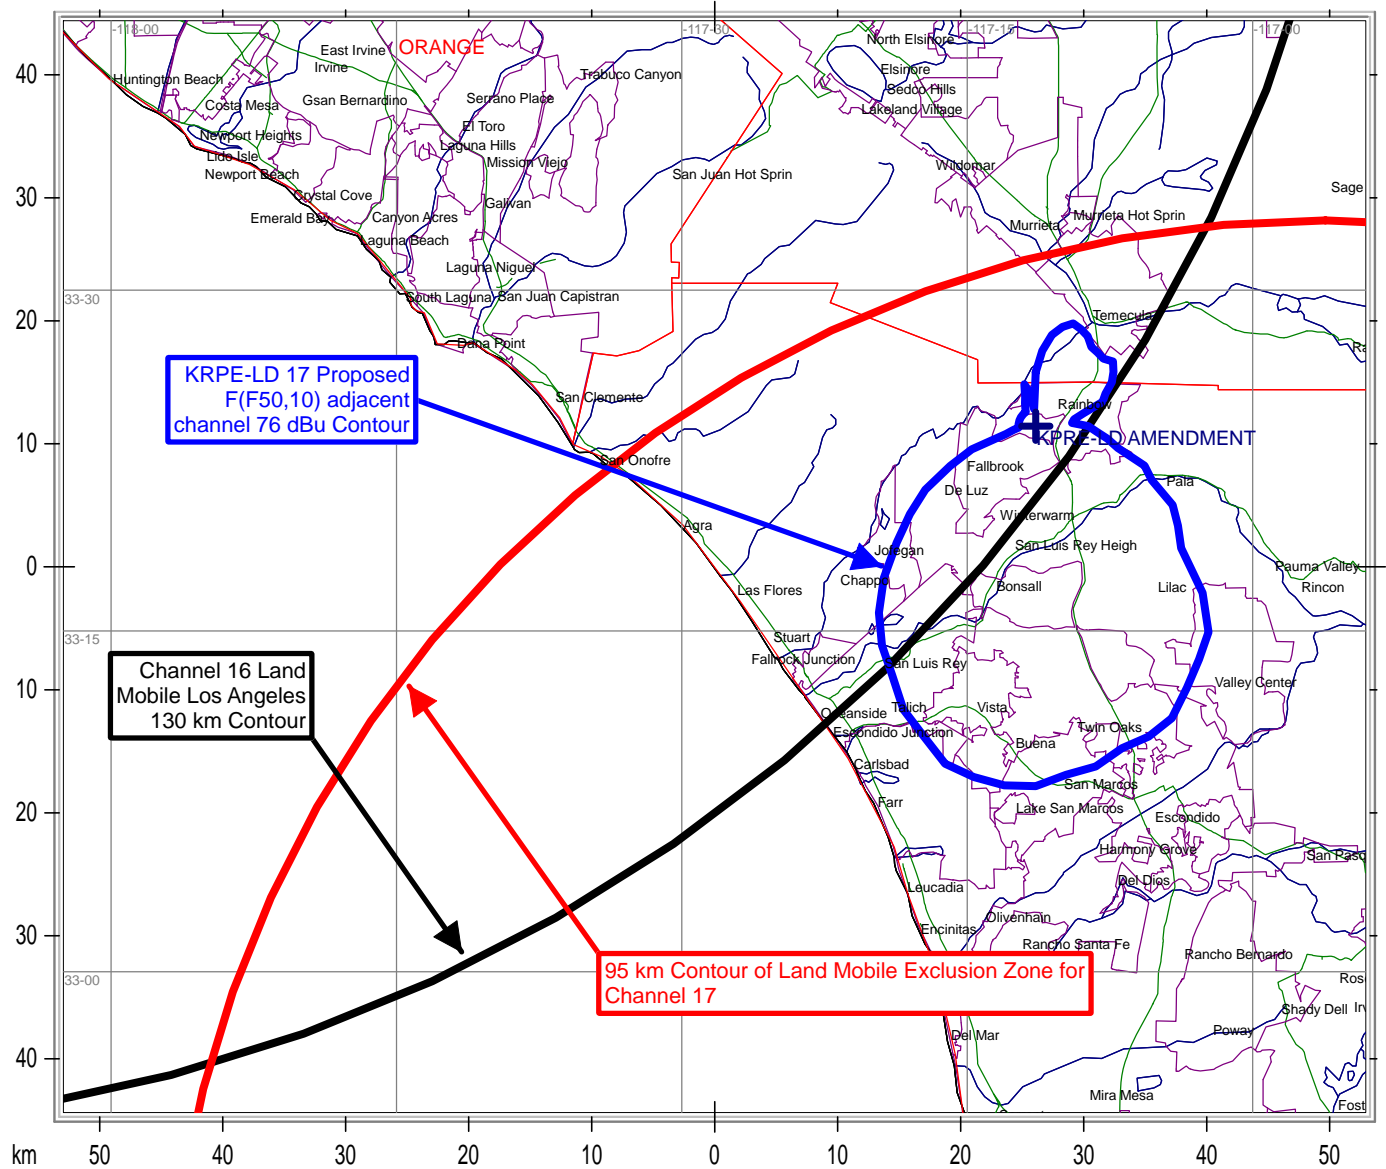 -118-00
-117-30
-117-15
-117-00
ORANGE
East Irvine
Irvine
Huntington Beach
Costa Mesa
Gsan Bernardino
Serrano Place
Trabuco Canyon
North Elsinore
Elsinore
Sedco Hills
Lakeland Village
El Toro
Laguna Hills
Mission Viejo
Newport Heights
Lido Isle
Newport Beach
Crystal Cove
Emerald Bay
Canyon Acres
Galivan
Laguna Beach
San Juan Hot Sprin
Wildomar
Sage
Murrieta Hot Sprin
Murrieta
Laguna Niguel
South Laguna
San Juan Capistran
33-30
Temecula
Dana Point
KRPE-LD 17 Proposed
F(F50,10) adjacent
channel 76 dBu Contour
San Clemente
Rainbow
KPRE-LD AMENDMENT
San Onofre
Fallbrook
De Luz
Pala
Winterwarm
Agra
San Luis Rey Heigh
Jofegan
Chappo
Bonsall
Lilac
Pauma Valley
Rincon
Las Flores
33-15
Stuart
Fallrock Junction
San Luis Rey
Valley Center
Channel 16 Land
Mobile Los Angeles
130 km Contour
Oceanside
Talich
Vista
Escondido Junction
Twin Oaks
Buena
Carlsbad
San Marcos
Farr
Lake San Marcos
Escondido
Harmony Grove
San Pasq
Del Dios
Leucadia
Olivenhain
Encinitas
Rancho Santa Fe
Rancho Bernardo
95 km Contour of Land Mobile Exclusion Zone for
Channel 17
33-00
Ros
Shady Dell
Del Mar
Poway
Mira Mesa
Fost
40
30
20
10
0
10
20
30
40
km
50
40
30
20
10
0
10
20
30
40
50